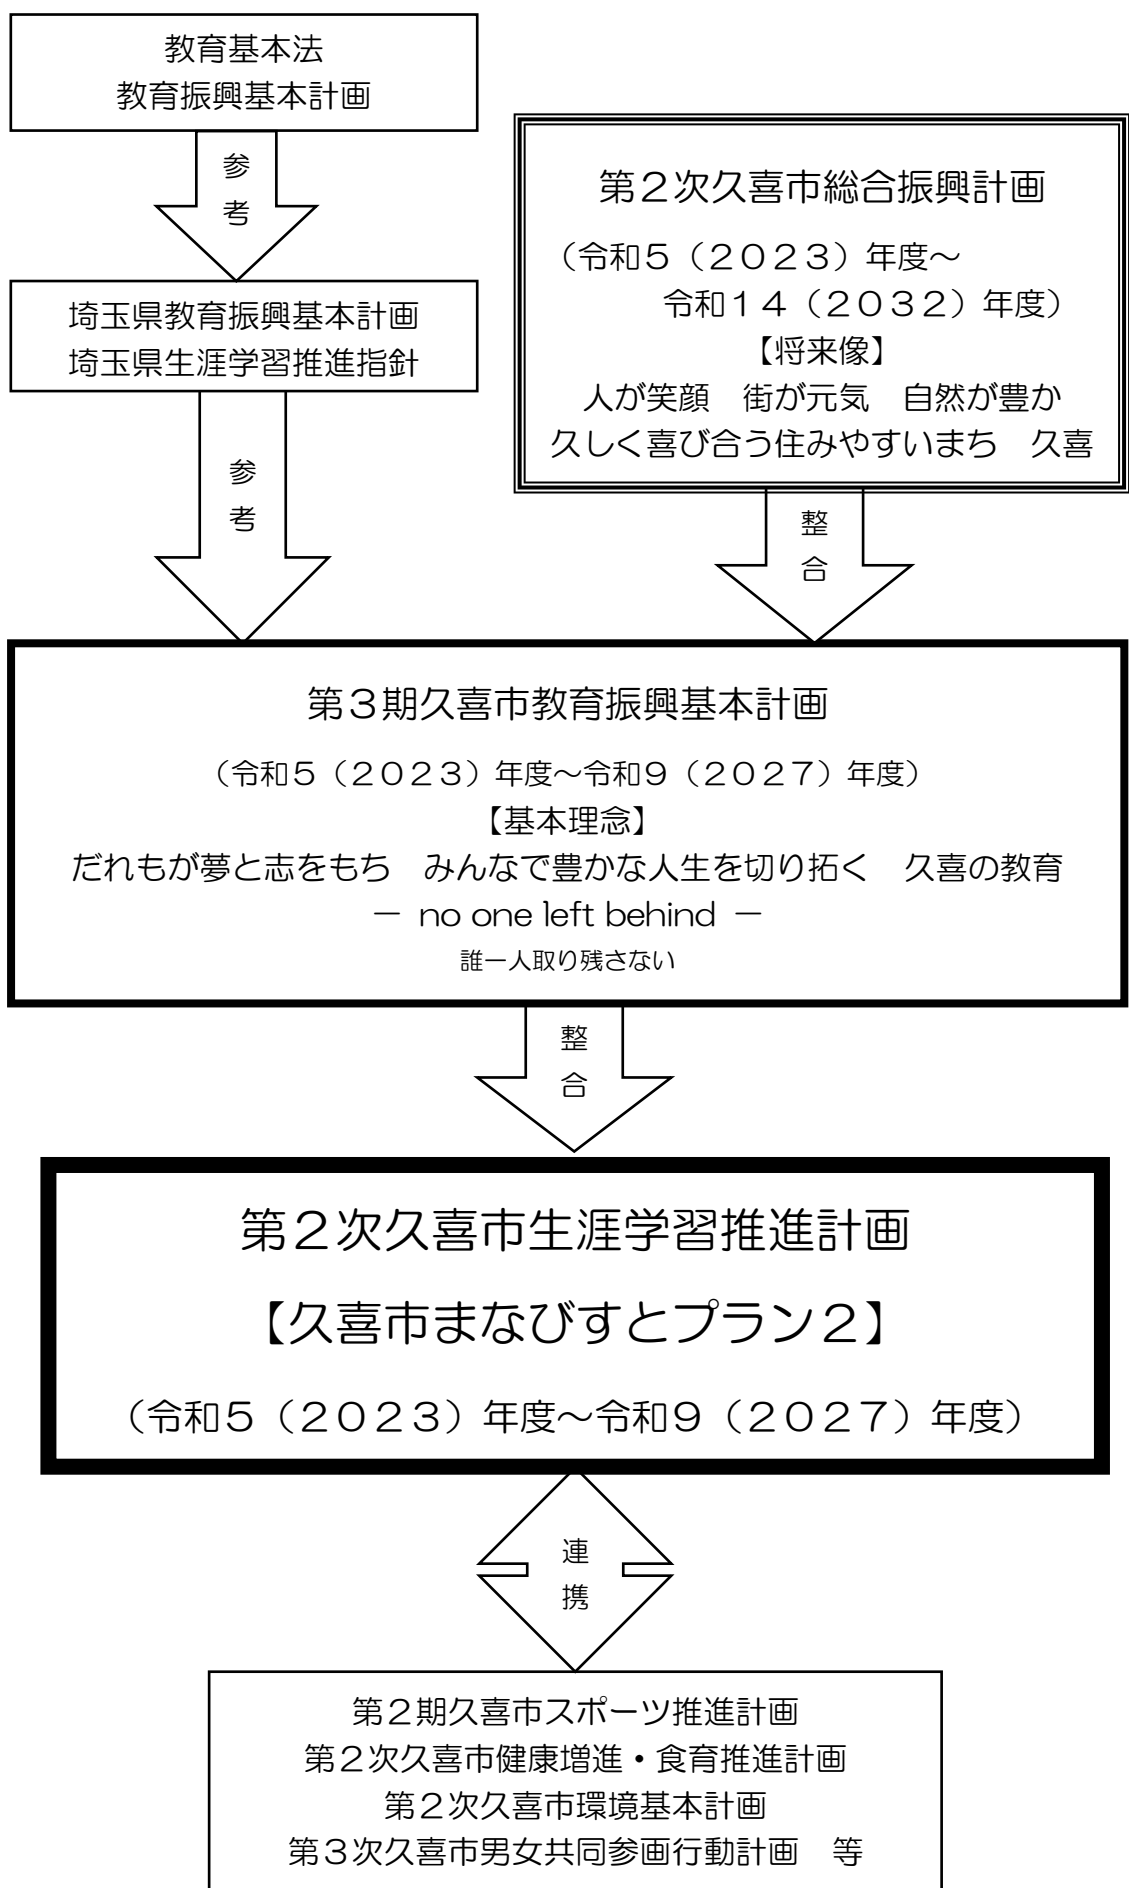 教育基本法
教育振興基本計画
参
考
埼玉県教育振興基本計画
埼玉県生涯学習推進指針
参
考
第2次久喜市総合振興計画
（令和5（2023）年度～
令和14（2032）年度）
【将来像】
人が笑顔　街が元気　自然が豊か
久しく喜び合う住みやすいまち　久喜
整
合
第3期久喜市教育振興基本計画
（令和5（2023）年度～令和9（2027）年度）
【基本理念】
だれもが夢と志をもち　みんなで豊かな人生を切り拓く　久喜の教育
－ no one left behind －
誰一人取り残さない
整
合
第2次久喜市生涯学習推進計画
【久喜市まなびすとプラン2】
（令和5（2023）年度～令和9（2027）年度）
連
携
第2期久喜市スポーツ推進計画
第2次久喜市健康増進・食育推進計画
第2次久喜市環境基本計画
第3次久喜市男女共同参画行動計画　等